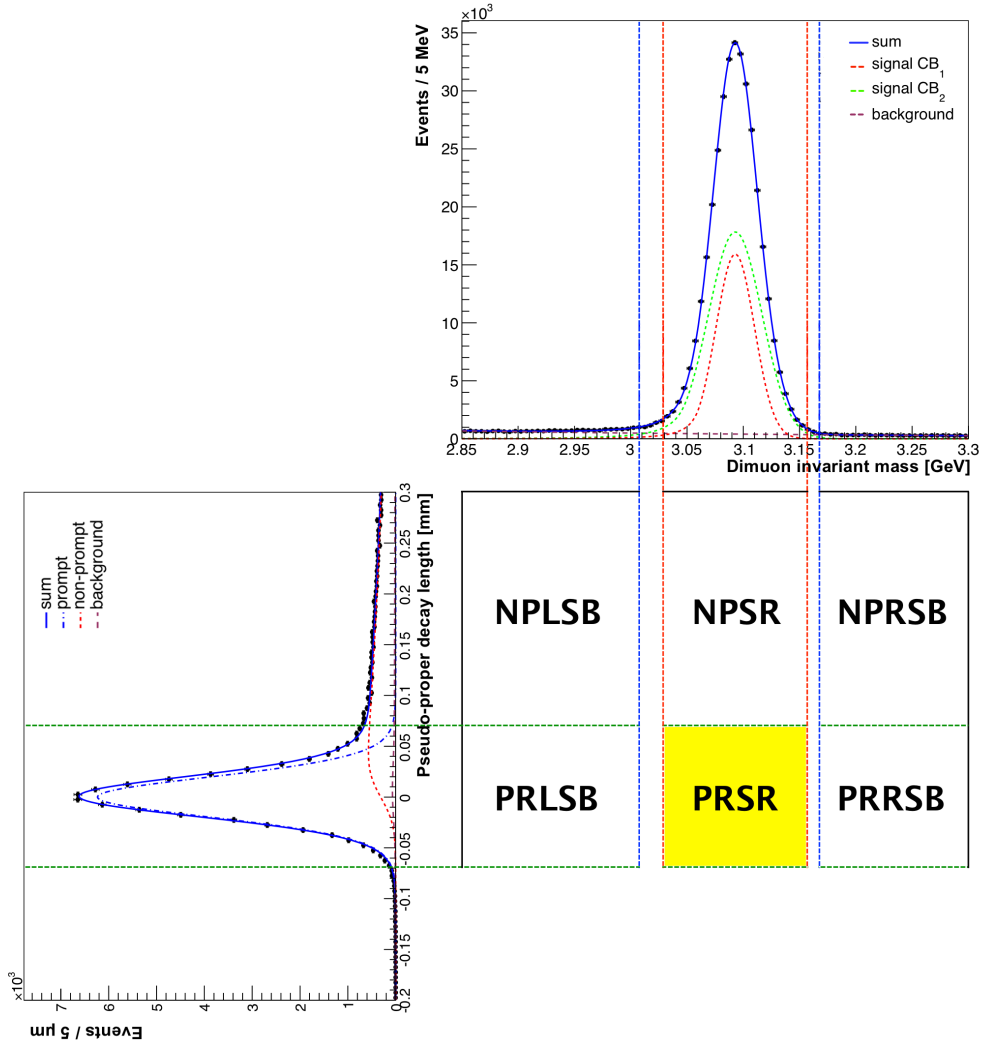 ×10³
35
30
25
20
15
10
5
0
Events / 5 MeV
sum
signal CB₁
signal CB₂
background
2.85
2.9
2.95
3
3.05
3.1
3.15
3.2
3.25
3.3
Dimuon invariant mass [GeV]
sum
prompt
non-prompt
background
0.3
0.25
0.2
0.15
0.1
0.05
0
-0.05
-0.1
-0.15
-0.2
Pseudo-proper decay length [mm]
×10³
7
6
5
4
3
2
1
0
Events / 5 μm
NPLSB
NPSR
NPRSB
PRLSB
PRSR
PRRSB